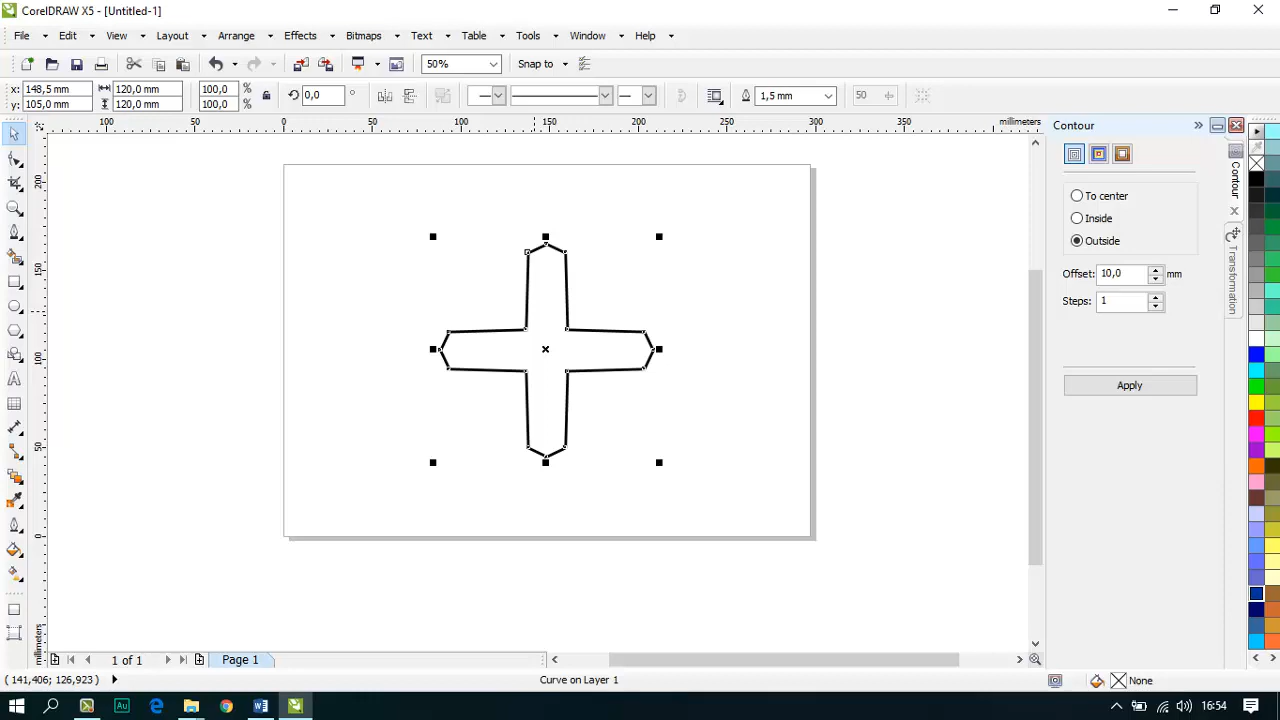 CorelDRAW X5 - [Untitled-1]
File Edit View Layout Arrange Effects Bitmaps Text Table Tools Window Help
50% Snap to
x: 148,5 mm 120,0 mm 100,0 % 0,0 ° 1,5 mm 50
y: 105,0 mm 120,0 mm 100,0 %
100 50 0 50 100 150 200 250 300 350 millimeters
200
150
100
50
0
millimeters
Contour
To center
Inside
Outside
Offset: 10,0 mm
Steps: 1
Apply
Contour
Transformation
1 of 1 Page 1
( 141,406; 126,923 ) Curve on Layer 1 None
Au 16:54